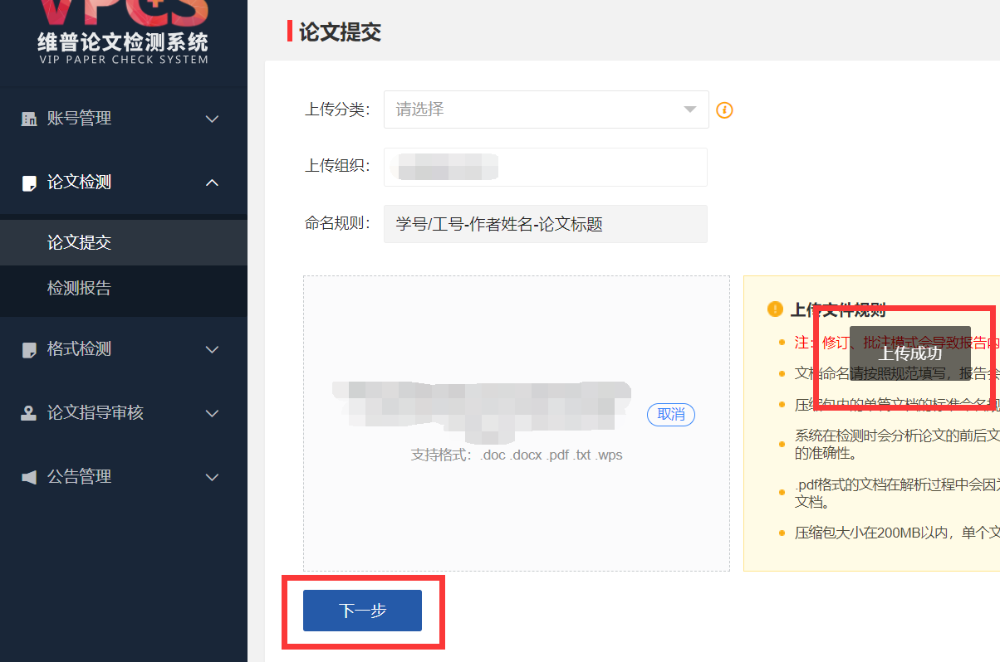 VPCS
维普论文检测系统
VIP PAPER CHECK SYSTEM
账号管理
论文检测
论文提交
检测报告
格式检测
论文指导审核
公告管理
论文提交
上传分类：
请选择
上传组织：
命名规则：
学号/工号-作者姓名-论文标题
取消
支持格式：.doc .docx .pdf .txt .wps
下一步
上传文件规则
注：修订、批注模式会导致报告内
上传成功
文档命名请按照规范填写，报告会
压缩包内的单篇文档的标准命名规
系统在检测时会分析论文的前后文
的准确性。
.pdf格式的文档在解析过程中会因为
文档。
压缩包大小在200MB以内，单个文